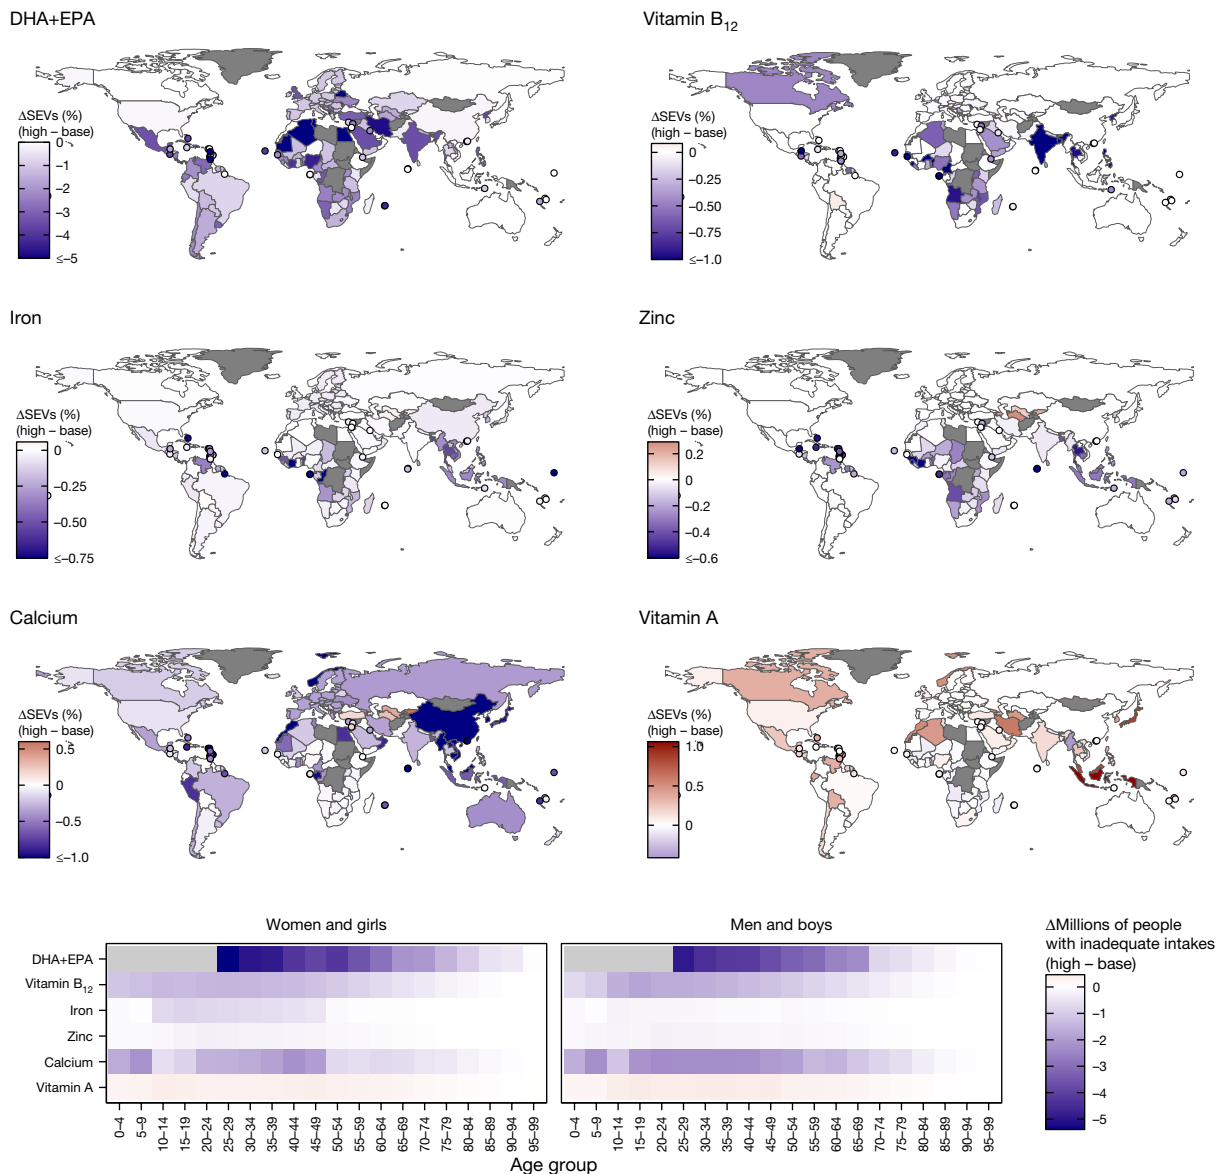 DHA+EPA
Vitamin B12
ΔSEVs (%)
(high – base)
0
–1
–2
–3
–4
≤–5
ΔSEVs (%)
(high – base)
0
–0.25
–0.50
–0.75
≤–1.0
Iron
Zinc
ΔSEVs (%)
(high – base)
0
–0.25
–0.50
≤–0.75
ΔSEVs (%)
(high – base)
0.2
0
–0.2
–0.4
≤–0.6
Calcium
Vitamin A
ΔSEVs (%)
(high – base)
0.5
0
–0.5
≤–1.0
ΔSEVs (%)
(high – base)
1.0
0.5
0
Women and girls
Men and boys
ΔMillions of people
with inadequate intakes
(high – base)
DHA+EPA
Vitamin B12
Iron
Zinc
Calcium
Vitamin A
0
–1
–2
–3
–4
–5
0–4 5–9 10–14 15–19 20–24 25–29 30–34 35–39 40–44 45–49 50–54 55–59 60–64 65–69 70–74 75–79 80–84 85–89 90–94 95–99
0–4 5–9 10–14 15–19 20–24 25–29 30–34 35–39 40–44 45–49 50–54 55–59 60–64 65–69 70–74 75–79 80–84 85–89 90–94 95–99
Age group